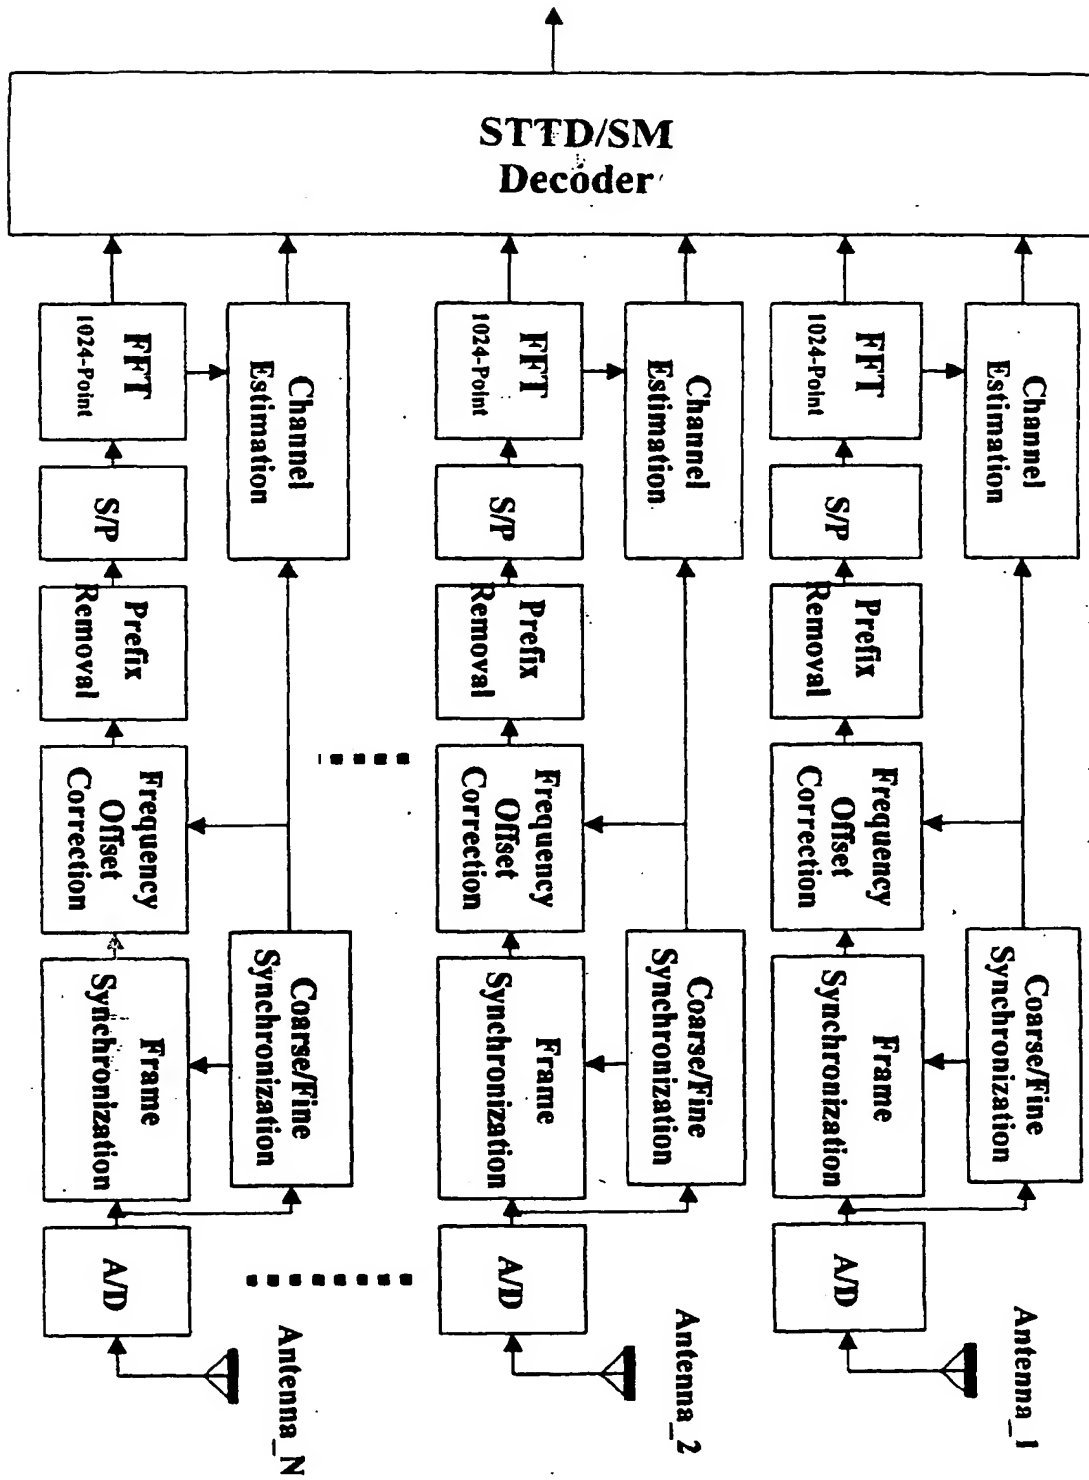 STTD/SM
Decoder
Channel
Estimation
Coarse/Fine
Synchronization
FFT
1024-Point
S/P
Prefix
Removal
Frequency
Offset
Correction
Frame
Synchronization
A/D
Antenna_1
Channel
Estimation
Coarse/Fine
Synchronization
FFT
1024-Point
S/P
Prefix
Removal
Frequency
Offset
Correction
Frame
Synchronization
A/D
Antenna_2
Channel
Estimation
Coarse/Fine
Synchronization
FFT
1024-Point
S/P
Prefix
Removal
Frequency
Offset
Correction
Frame
Synchronization
A/D
Antenna_N